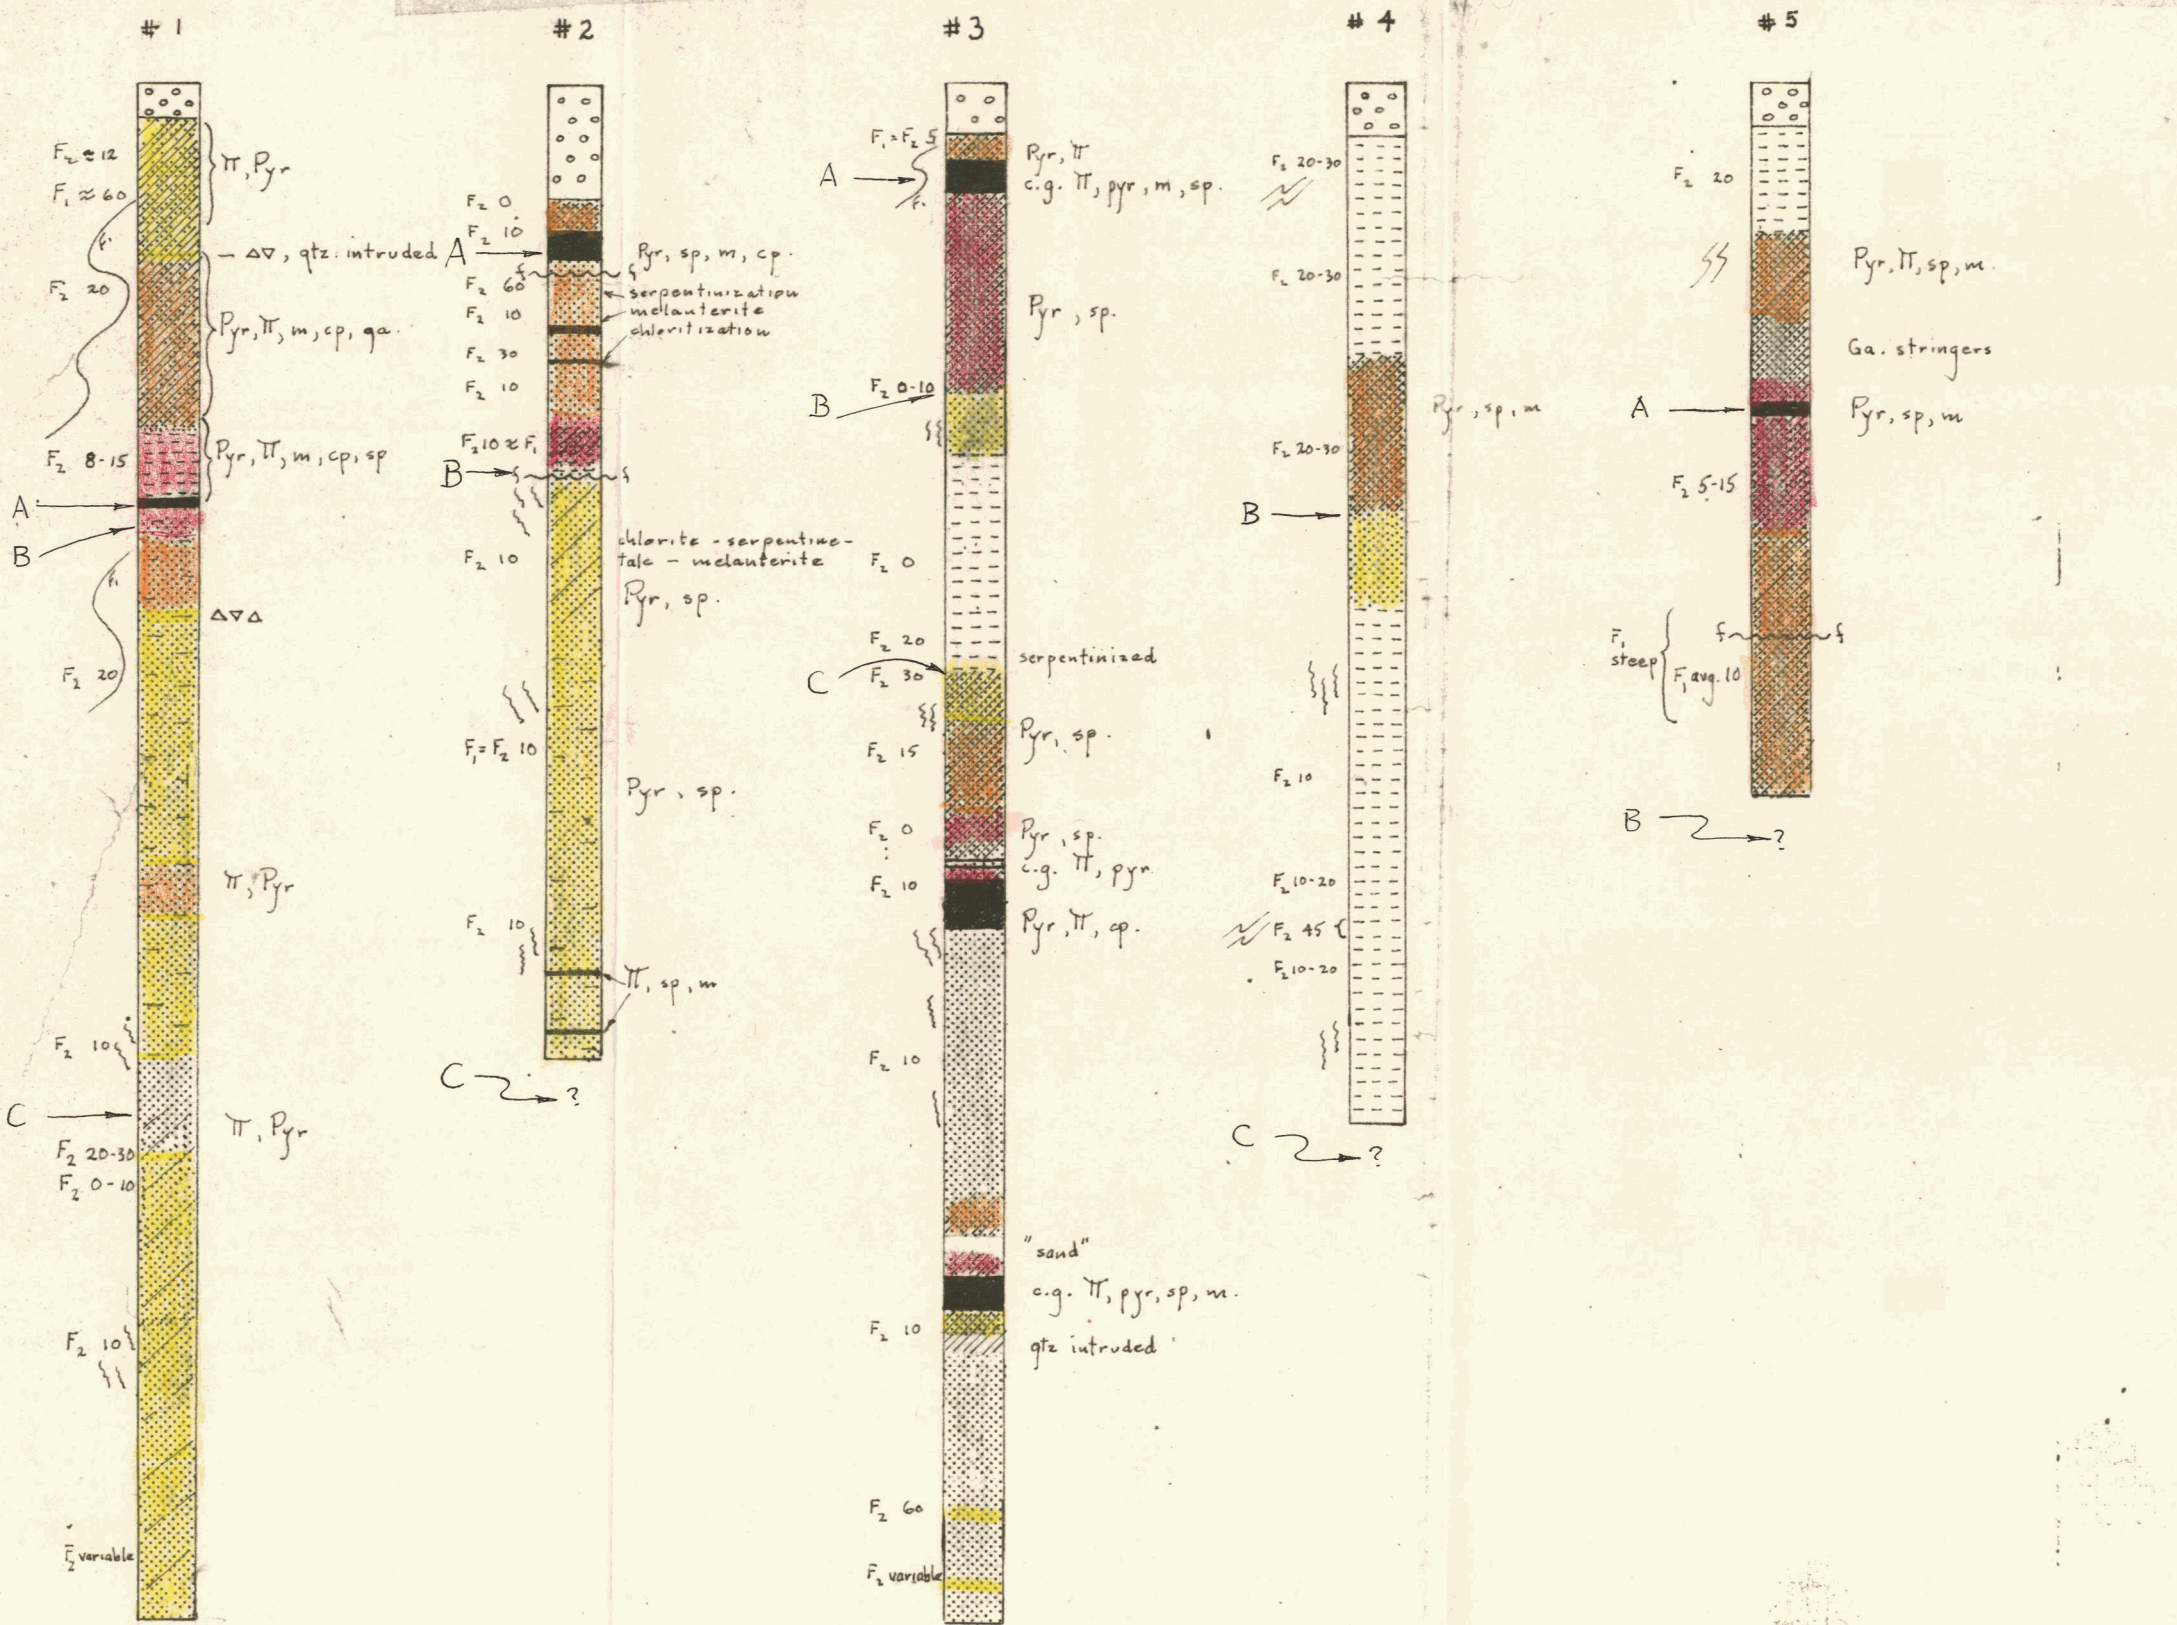 # 1
F₂ ≈ 12
F₁ ≈ 60
π, Pyr
F₁
– Δ∇, qtz. intruded
F₂ 20
Pyr, π, m, cp, ga.
F₂ 8-15
Pyr, π, m, cp, sp
A
B
F₁
Δ∇Δ
F₂ 20
π, Pyr
F₂ 10
C
π, Pyr
F₂ 20-30
F₂ 0-10
F₂ 10
F₂ variable
# 2
F₂ 0
F₂ 10
A
Pyr, sp, m, cp.
f f
F₂ 60
serpentinization
F₂ 10
melanterite
chloritization
F₂ 30
F₂ 10
F₂ 10 ≈ F₁
B
f f
chlorite - serpentine -
F₂ 10
talc - melanterite
Pyr, sp.
F₁ = F₂ 10
Pyr, sp.
F₂ 10
π, sp, m
C
?
# 3
F₁ = F₂ 5
Pyr, π
A
c.g. π, pyr, m, sp.
F₁
Pyr, sp.
F₂ 0-10
B
F₂ 0
F₂ 20
serpentinized
C
F₂ 30
Pyr, sp.
F₂ 15
F₂ 0
Pyr, sp.
c.g. π, pyr
F₂ 10
Pyr, π, cp.
F₂ 10
"sand"
c.g. π, pyr, sp, m.
F₂ 10
qtz intruded
F₂ 60
F₂ variable
# 4
F₂ 20-30
F₂ 20-30
Pyr, sp, m
F₂ 20-30
B
F₂ 10
F₂ 10-20
F₂ 45 {
F₂ 10-20
C
?
# 5
F₂ 20
Pyr, π, sp, m.
Ga. stringers
A
Pyr, sp, m
F₂ 5-15
f f
F₁
steep
F₁ avg. 10
B
?